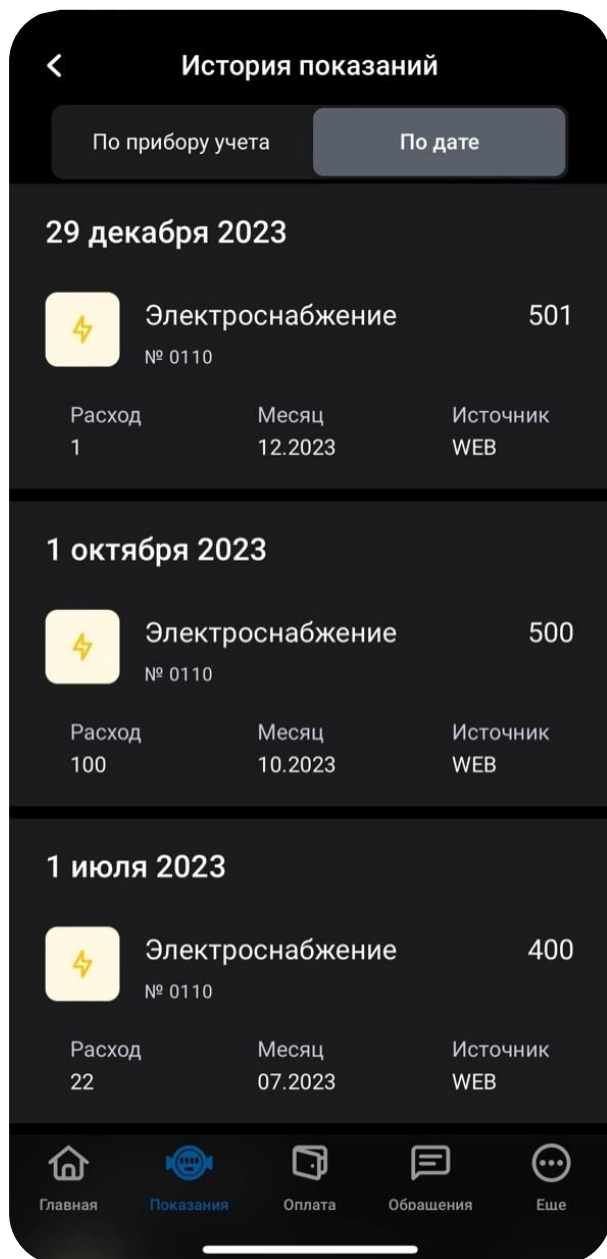 История показаний
По прибору учета По дате
29 декабря 2023
Электроснабжение 501
№ 0110
Расход Месяц Источник
1 12.2023 WEB
1 октября 2023
Электроснабжение 500
№ 0110
Расход Месяц Источник
100 10.2023 WEB
1 июля 2023
Электроснабжение 400
№ 0110
Расход Месяц Источник
22 07.2023 WEB
Главная Показания Оплата Обращения Еще